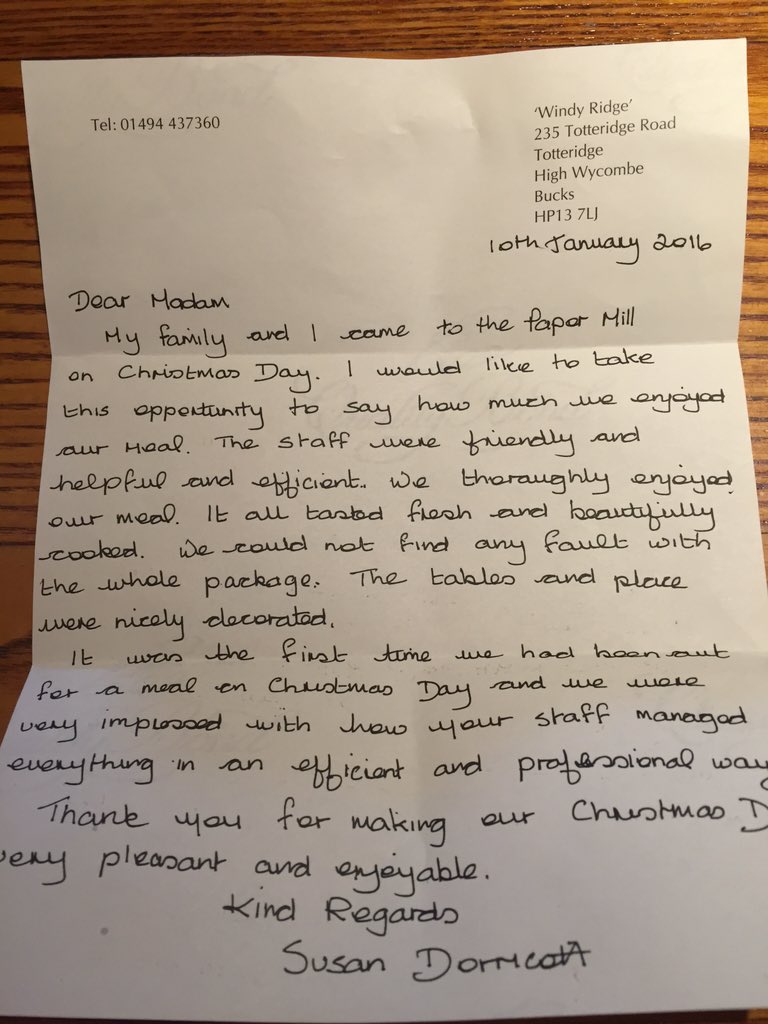 Tel: 01494 437360
'Windy Ridge'
235 Totteridge Road
Totteridge
High Wycombe
Bucks
HP13 7LJ
10th January 2016
Dear Madam
My family and I came to the Paper Mill
on Christmas Day. I would like to take
this opportunity to say how much we enjoyed
our meal. The staff were friendly and
helpful and efficient.. We thoroughly enjoyed
our meal. It all tasted fresh and beautifully
cooked. We could not find any fault with
the whole package. The tables and place
were nicely decorated.
It was the first time we had been out
for a meal on Christmas Day and we were
very impressed with how your staff managed
everything in an efficient and professional way
Thank you for making our Christmas D
very pleasant and enjoyable.
Kind Regards
Susan Dorricott